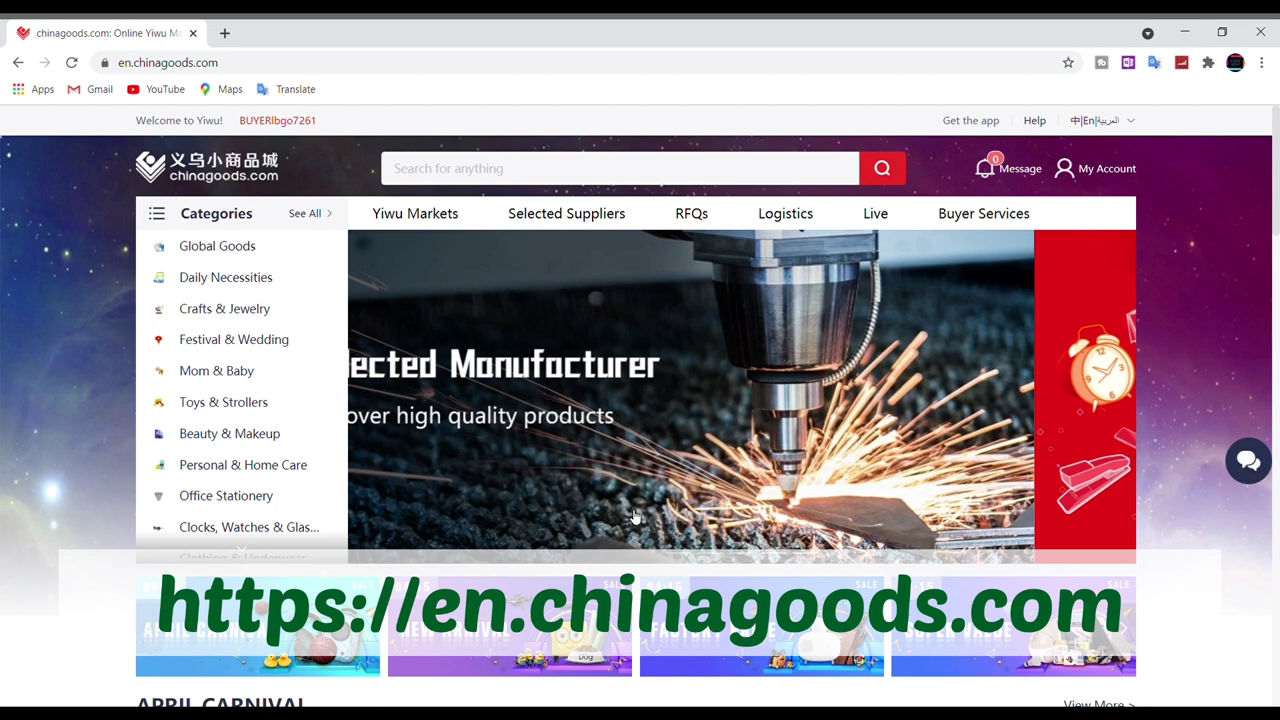 chinagoods.com: Online Yiwu Ma
en.chinagoods.com
Apps Gmail YouTube Maps Translate
Welcome to Yiwu! BUYERlbgo7261 Get the app Help 中|En|العربية
义乌小商品城
chinagoods.com
Search for anything
0
Message My Account
Categories See All > Yiwu Markets Selected Suppliers RFQs Logistics Live Buyer Services
Global Goods
Daily Necessities
Crafts & Jewelry
Festival & Wedding
Mom & Baby
Toys & Strollers
Beauty & Makeup
Personal & Home Care
Office Stationery
Clocks, Watches & Glas...
Clothing & Underwear
lected Manufacturer
over high quality products
SALE SALE SALE SALE
https://en.chinagoods.com
APRIL CARNIVAL View More >